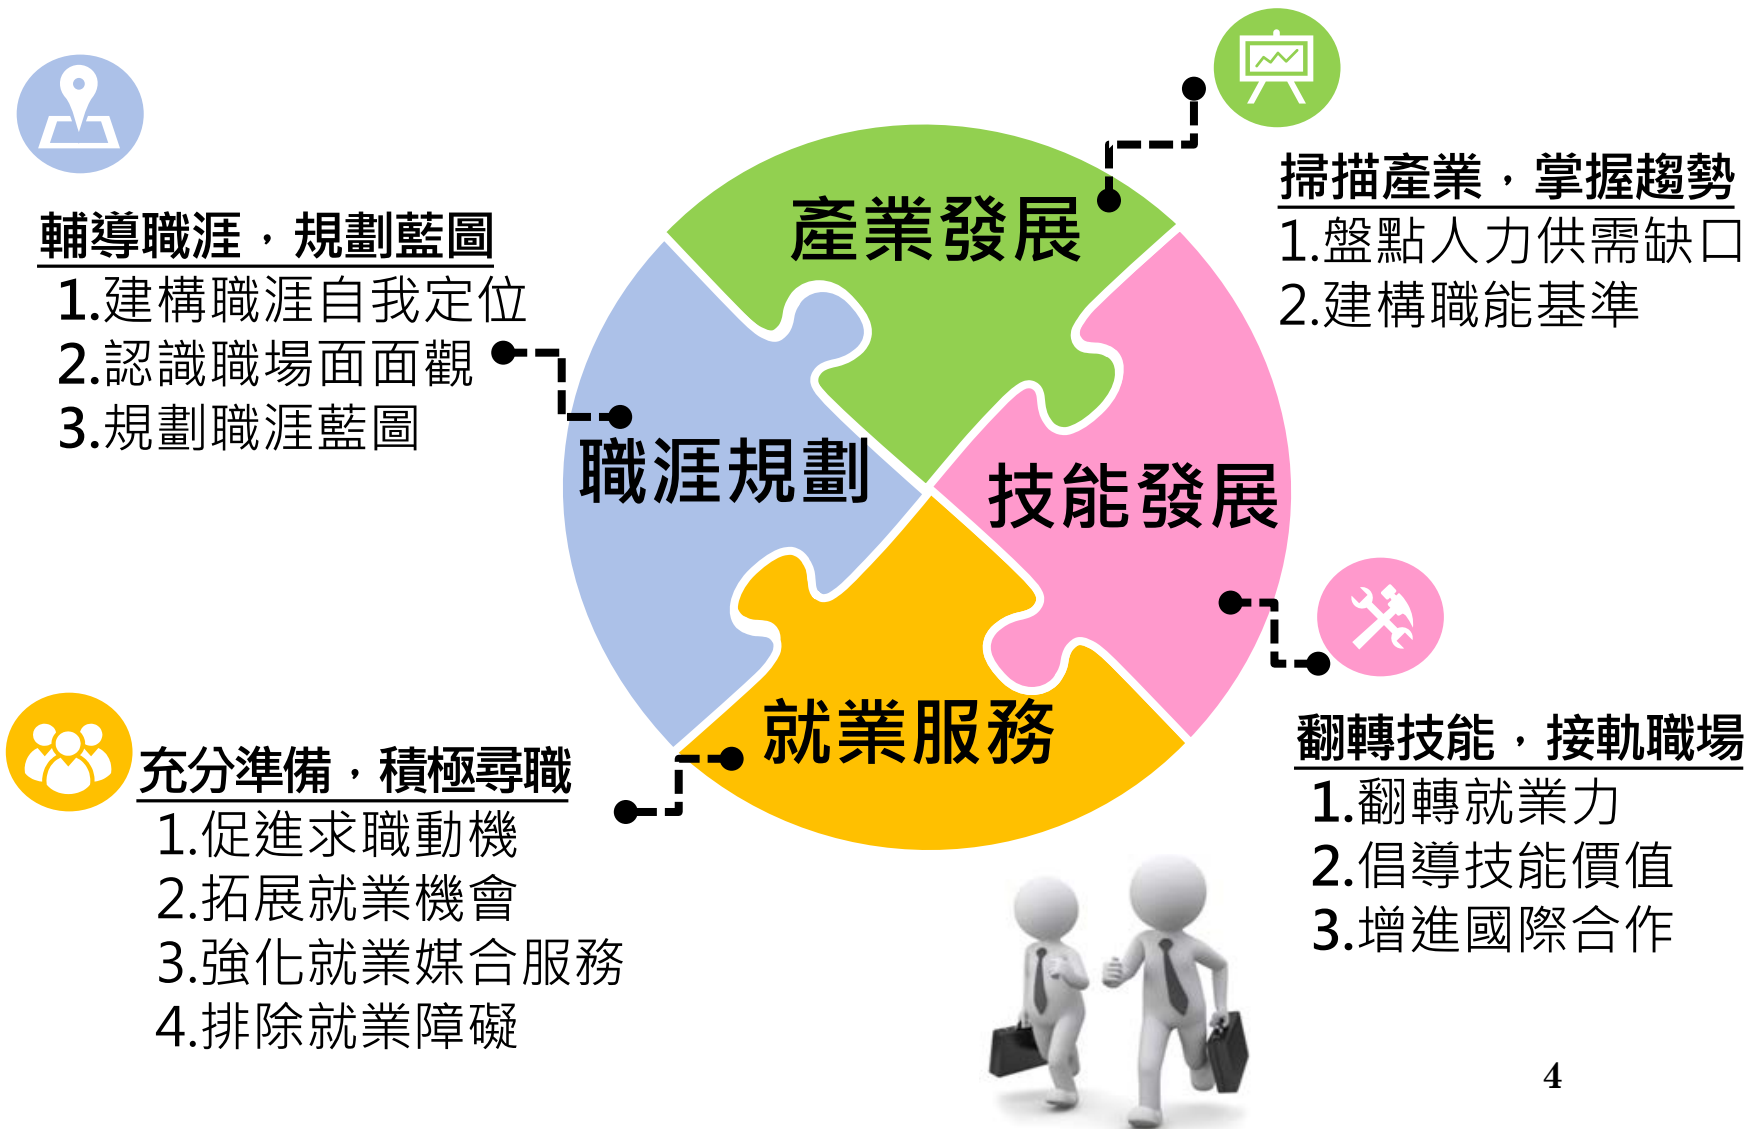 輔導職涯，規劃藍圖
1.建構職涯自我定位
2.認識職場面面觀
3.規劃職涯藍圖
產業發展
職涯規劃
技能發展
就業服務
掃描產業，掌握趨勢
1.盤點人力供需缺口
2.建構職能基準
充分準備，積極尋職
1.促進求職動機
2.拓展就業機會
3.強化就業媒合服務
4.排除就業障礙
翻轉技能，接軌職場
1.翻轉就業力
2.倡導技能價值
3.增進國際合作
4